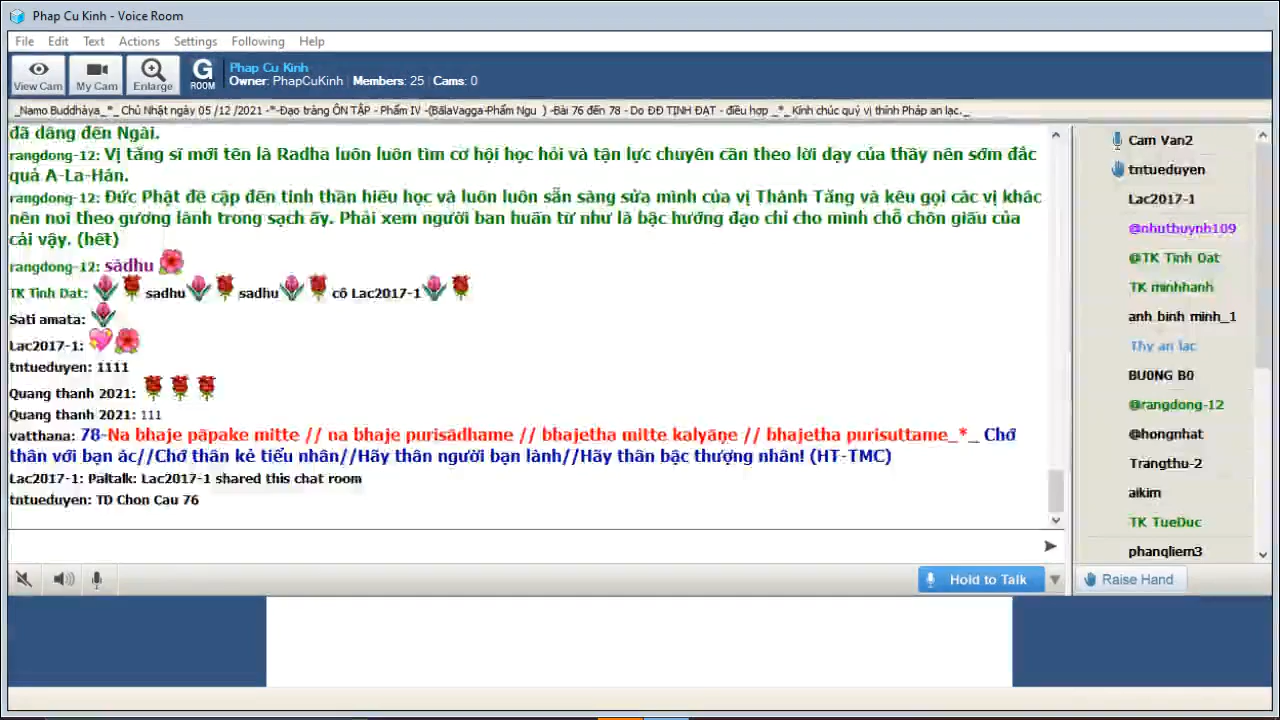 Phap Cu Kinh - Voice Room
File Edit Text Actions Settings Following Help
View Cam My Cam Enlarge G ROOM
Phap Cu Kinh
Owner: PhapCuKinh Members: 25 Cams: 0
_Namo Buddhàya_*_ Chủ Nhật ngày 05 /12 /2021 -*-Đạo tràng ÔN TẬP - Phẩm IV -(BālaVagga-Phẩm Ngu ) -Bài 76 đến 78 - Do ĐĐ TỊNH ĐẠT - điều hợp _*_Kính chúc quý vị thính Pháp an lạc._
đã dâng đến Ngài.
rangdong-12: Vị tăng sĩ mới tên là Radha luôn luôn tìm cơ hội học hỏi và tận lực chuyên cần theo lời dạy của thầy nên sớm đắc
quả A-La-Hán.
rangdong-12: Đức Phật đề cập đến tinh thần hiếu học và luôn luôn sẵn sàng sửa mình của vị Thánh Tăng và kêu gọi các vị khác
nên noi theo gương lành trong sạch ấy. Phải xem người ban huấn từ như là bậc hướng đạo chỉ cho mình chỗ chôn giấu của
cải vậy. (hết)
rangdong-12: sādhu
TK Tinh Dat: sadhu sadhu cô Lac2017-1
Sati amata:
Lac2017-1:
tntueduyen: 1111
Quang thanh 2021:
Quang thanh 2021: 111
vatthana: 78-Na bhaje pāpake mitte // na bhaje purisādhame // bhajetha mitte kalyāṇe // bhajetha purisuttame_*_ Chớ
thân với bạn ác//Chớ thân kẻ tiểu nhân//Hãy thân người bạn lành//Hãy thân bậc thượng nhân! (HT-TMC)
Lac2017-1: Paltalk: Lac2017-1 shared this chat room
tntueduyen: TD Chon Cau 76
Hold to Talk
Cam Van2
tntueduyen
Lac2017-1
@nhuthuynh109
@TK Tinh Dat
TK minhhanh
anh binh minh_1
Thy an lac
BU0NG B0
@rangdong-12
@hongnhat
Trangthu-2
aikim
TK TueDuc
phanqliem3
Raise Hand